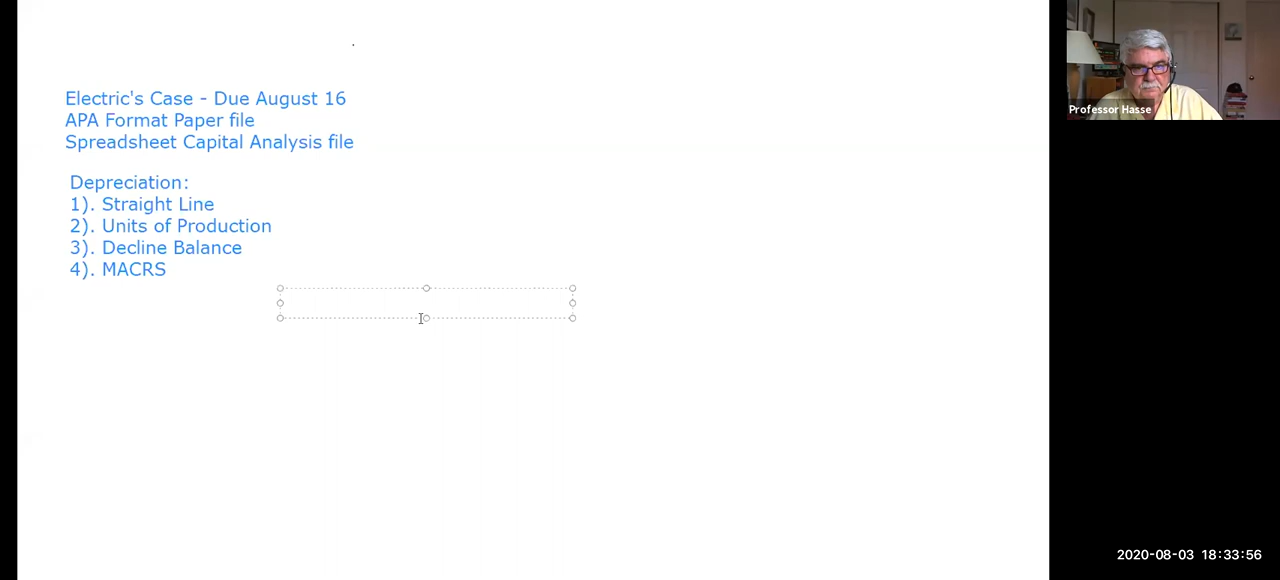 Electric's Case - Due August 16
APA Format Paper file
Spreadsheet Capital Analysis file
Depreciation:
1). Straight Line
2). Units of Production
3). Decline Balance
4). MACRS
Professor Hasse
2020-08-03 18:33:56